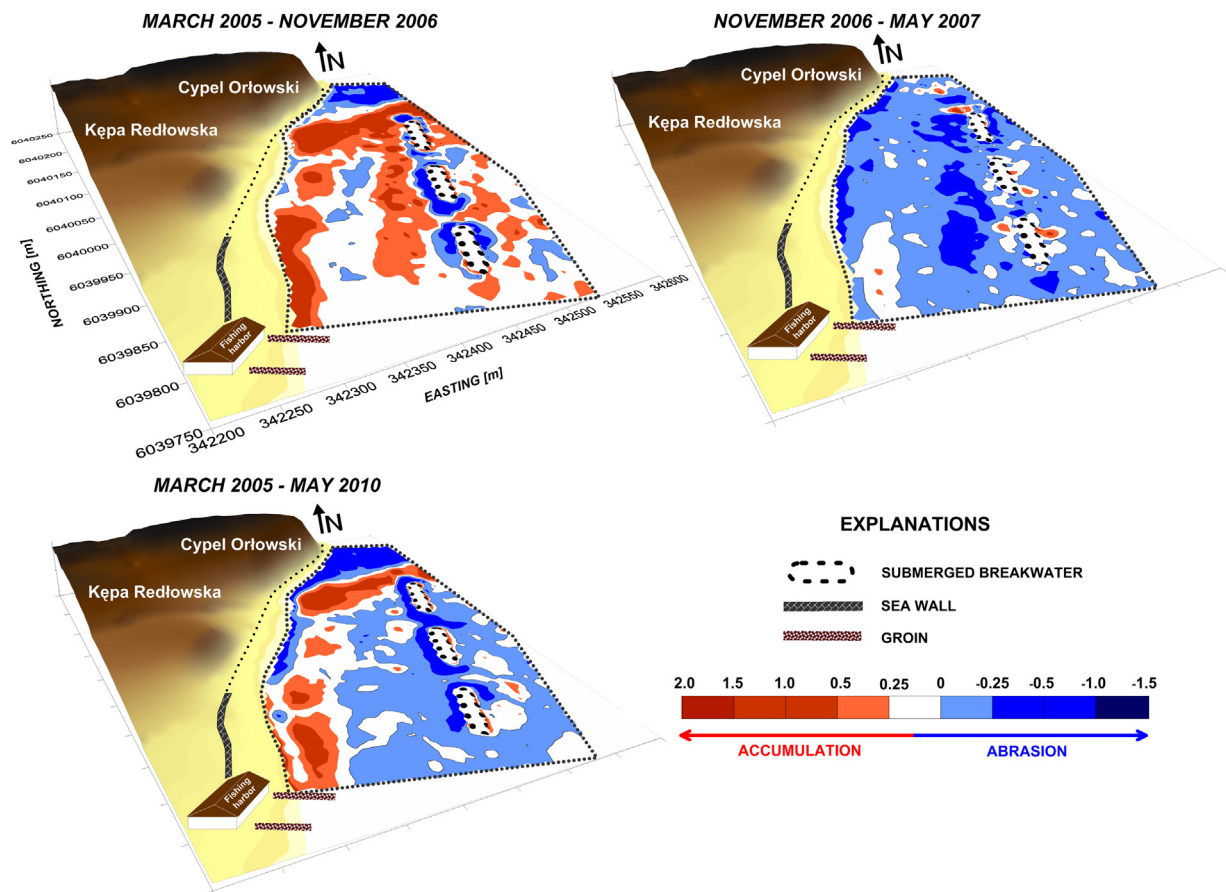 MARCH 2005 - NOVEMBER 2006
N
Cypel Orłowski
Kępa Redłowska
6040250
6040200
6040150
6040100
6040050
6040000
6039950
6039900
6039850
6039800
6039750
NORTHING [m]
Fishing
harbor
342200
342250
342300
342350
342400
342450
342500
342550
342600
EASTING [m]
NOVEMBER 2006 - MAY 2007
N
Cypel Orłowski
Kępa Redłowska
Fishing
harbor
MARCH 2005 - MAY 2010
N
Cypel Orłowski
Kępa Redłowska
Fishing
harbor
EXPLANATIONS
SUBMERGED BREAKWATER
SEA WALL
GROIN
2.0 1.5 1.0 0.5 0.25 0 -0.25 -0.5 -1.0 -1.5
ACCUMULATION ABRASION